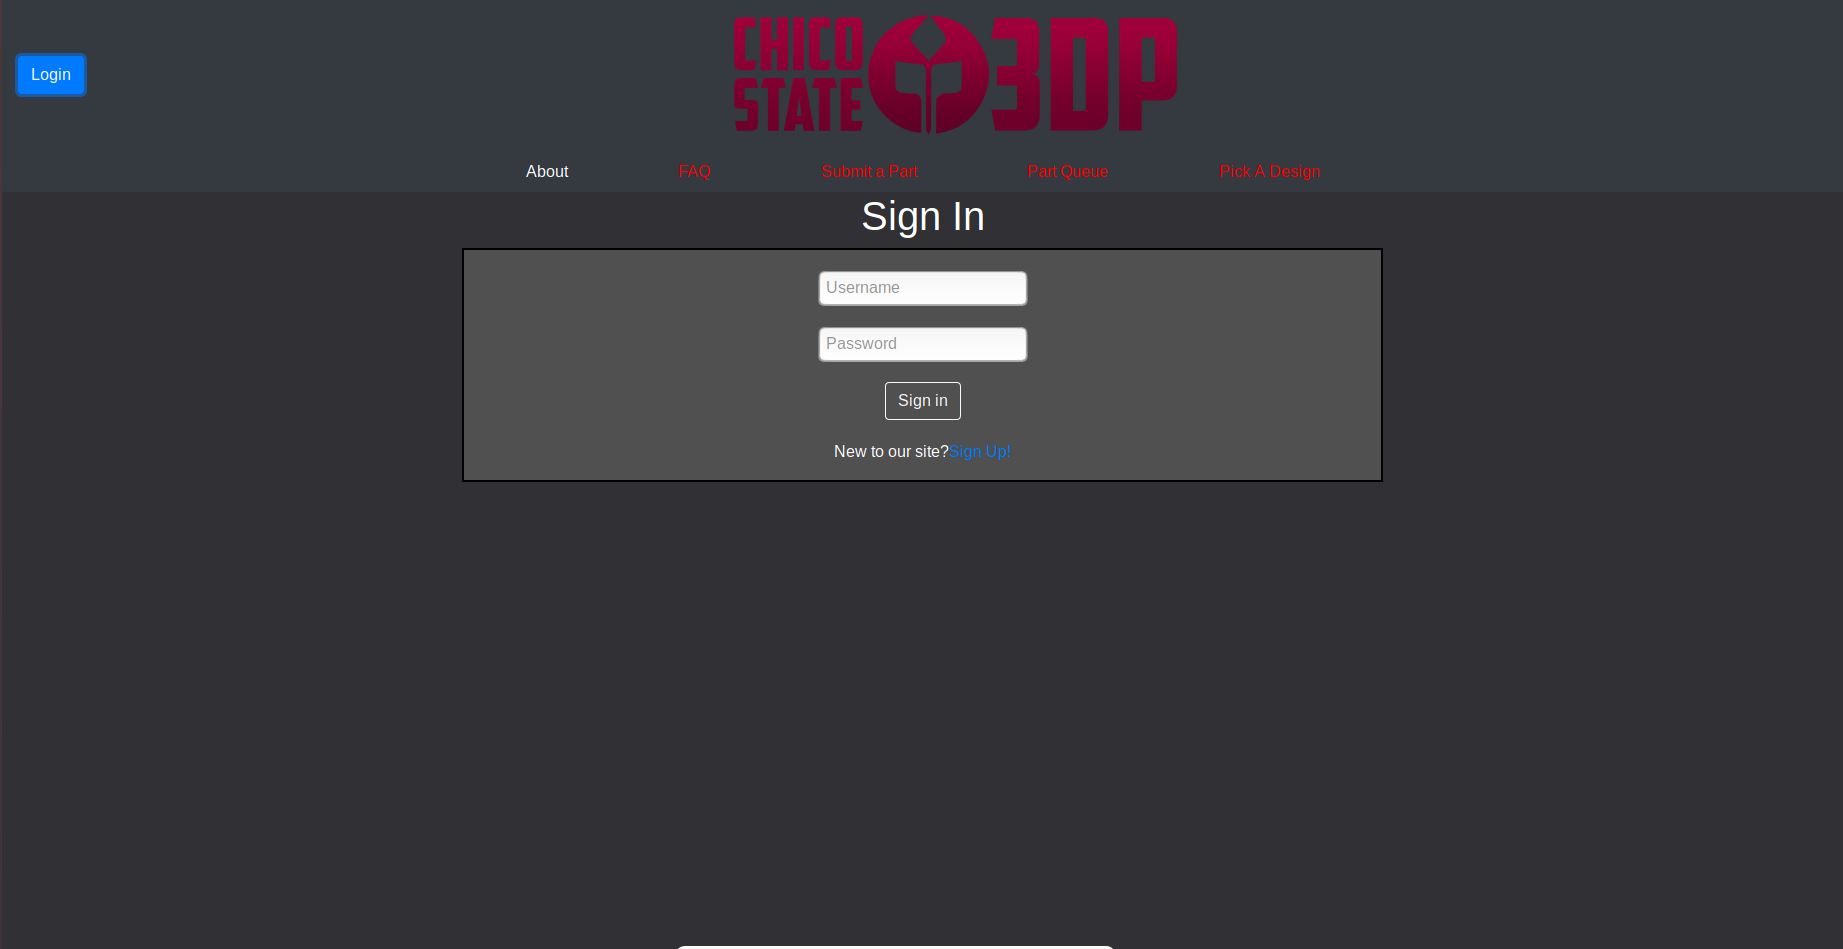 CHICO
STATE
3DP
Login
About FAQ Submit a Part Part Queue Pick A Design
Sign In
Username
Password
Sign in
New to our site?Sign Up!